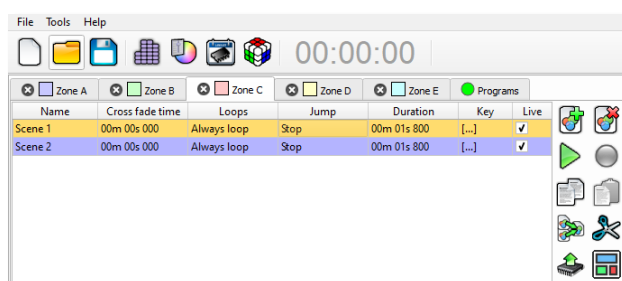 File Tools Help
00:00:00
Zone A Zone B Zone C Zone D Zone E Programs
Name Cross fade time Loops Jump Duration Key Live
Scene 1 00m 00s 000 Always loop Stop 00m 01s 800 [...]
Scene 2 00m 00s 000 Always loop Stop 00m 01s 800 [...]